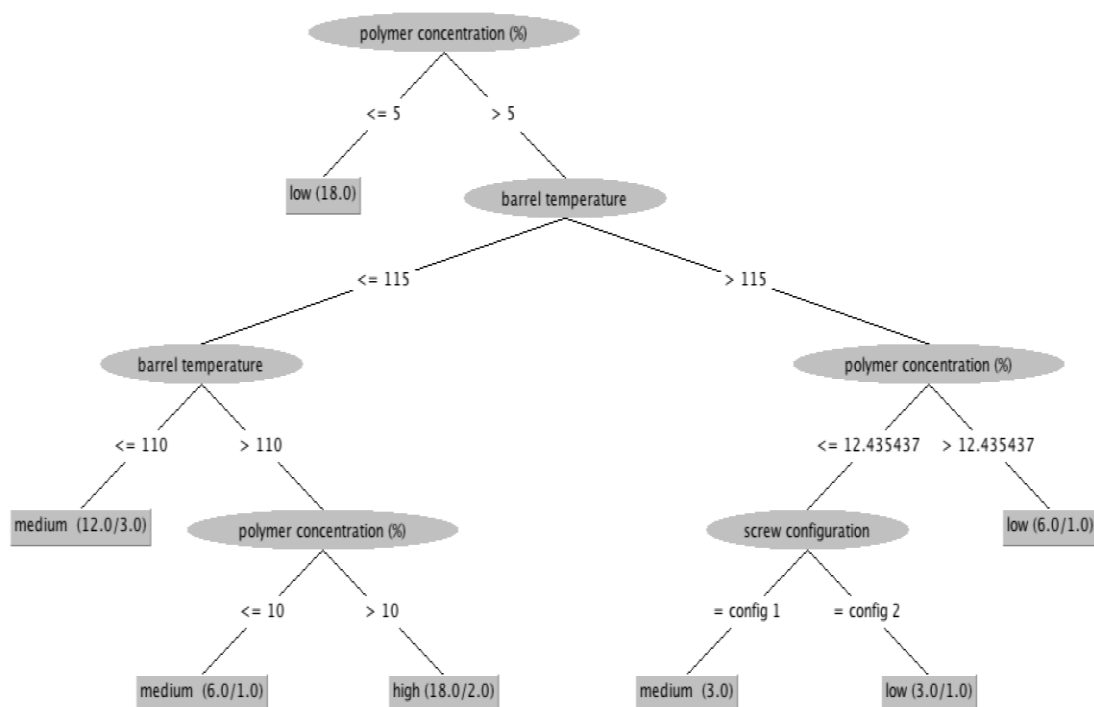 polymer concentration (%)
<= 5 > 5
low (18.0)
barrel temperature
<= 115 > 115
barrel temperature polymer concentration (%)
<= 110 > 110 <= 12.435437 > 12.435437
medium (12.0/3.0) polymer concentration (%) screw configuration low (6.0/1.0)
<= 10 > 10 = config 1 = config 2
medium (6.0/1.0) high (18.0/2.0) medium (3.0) low (3.0/1.0)